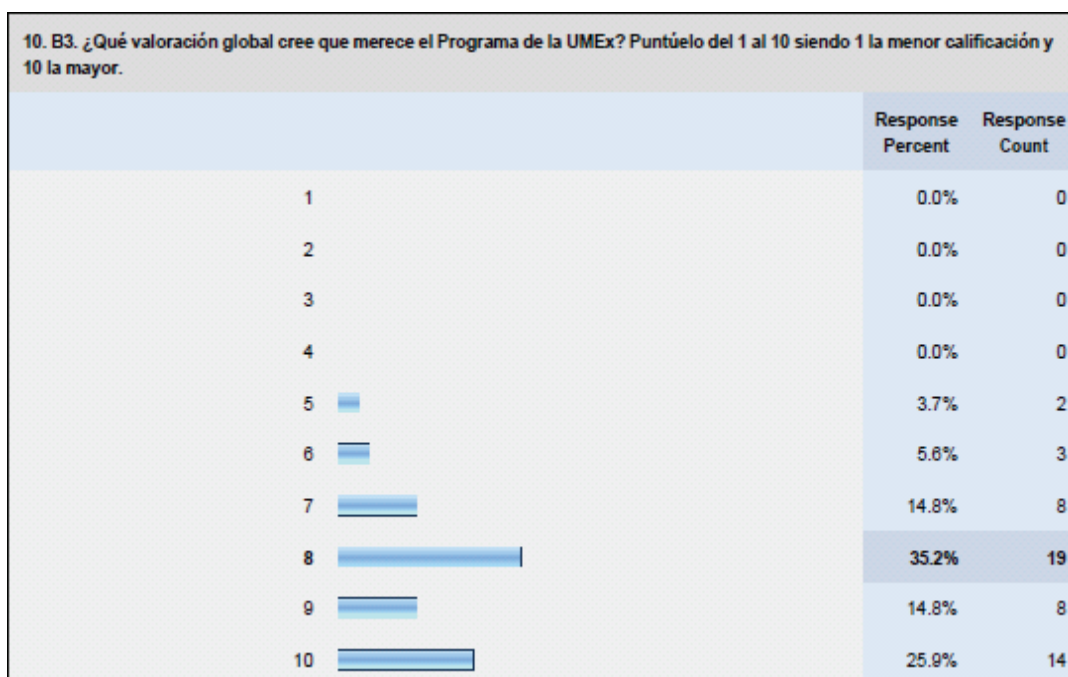 10. B3. ¿Qué valoración global cree que merece el Programa de la UMEx? Puntúelo del 1 al 10 siendo 1 la menor calificación y
10 la mayor.
Response Percent Response Count
1 0.0% 0
2 0.0% 0
3 0.0% 0
4 0.0% 0
5 3.7% 2
6 5.6% 3
7 14.8% 8
8 35.2% 19
9 14.8% 8
10 25.9% 14